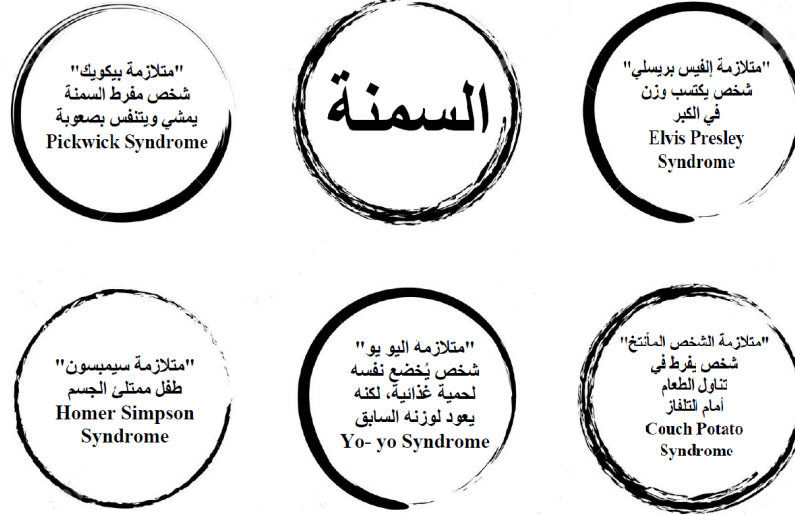 "متلازمة إلفيس بريسلي"
شخص يكتسب وزن
في الكبر
Elvis Presley
Syndrome
السمنة
"متلازمة بيكويك"
شخص مفرط السمنة
يمشي ويتنفس بصعوبة
Pickwick Syndrome
"متلازمة الشخص المأنتخ"
شخص يفرط في
تناول الطعام
أمام التلفاز
Couch Potato
Syndrome
"متلازمة اليو يو"
شخص يُخضع نفسه
لحمية غذائية، لكنه
يعود لوزنه السابق
Yo- yo Syndrome
"متلازمة سيمبسون"
طفل ممتلئ الجسم
Homer Simpson
Syndrome